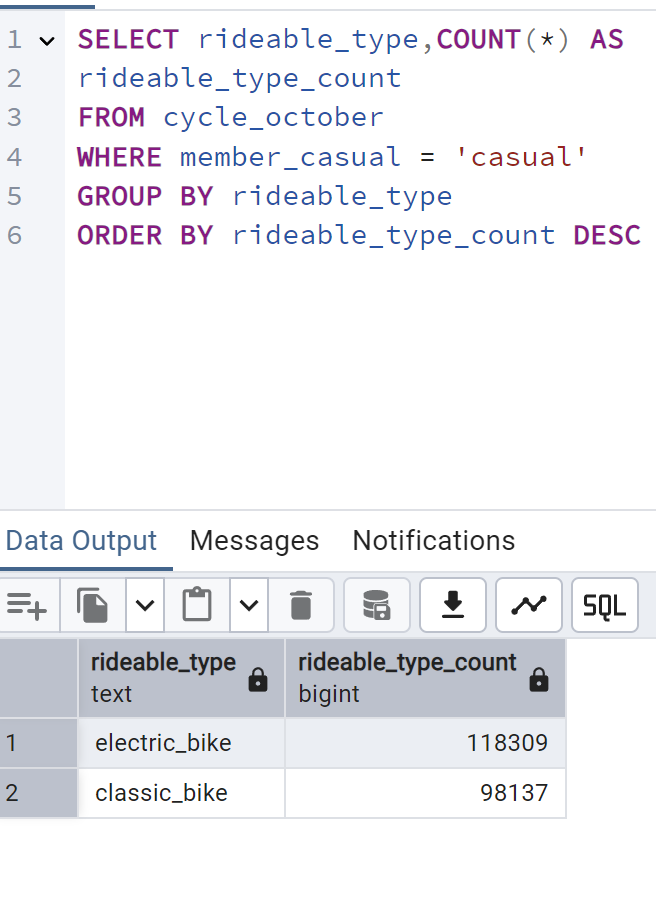 1 SELECT rideable_type,COUNT(*) AS
2 rideable_type_count
3 FROM cycle_october
4 WHERE member_casual = 'casual'
5 GROUP BY rideable_type
6 ORDER BY rideable_type_count DESC
Data Output Messages Notifications
SQL
rideable_type rideable_type_count
text bigint
1 electric_bike 118309
2 classic_bike 98137